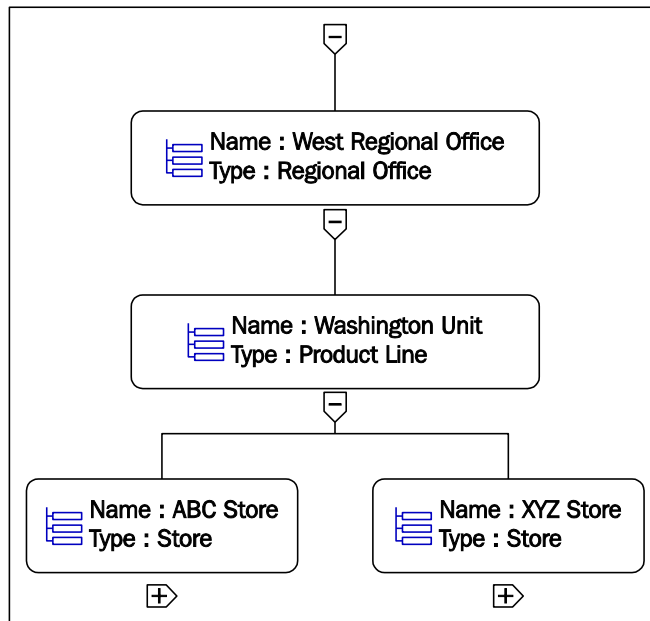 Name : West Regional Office
Type : Regional Office
Name : Washington Unit
Type : Product Line
Name : ABC Store
Type : Store
Name : XYZ Store
Type : Store